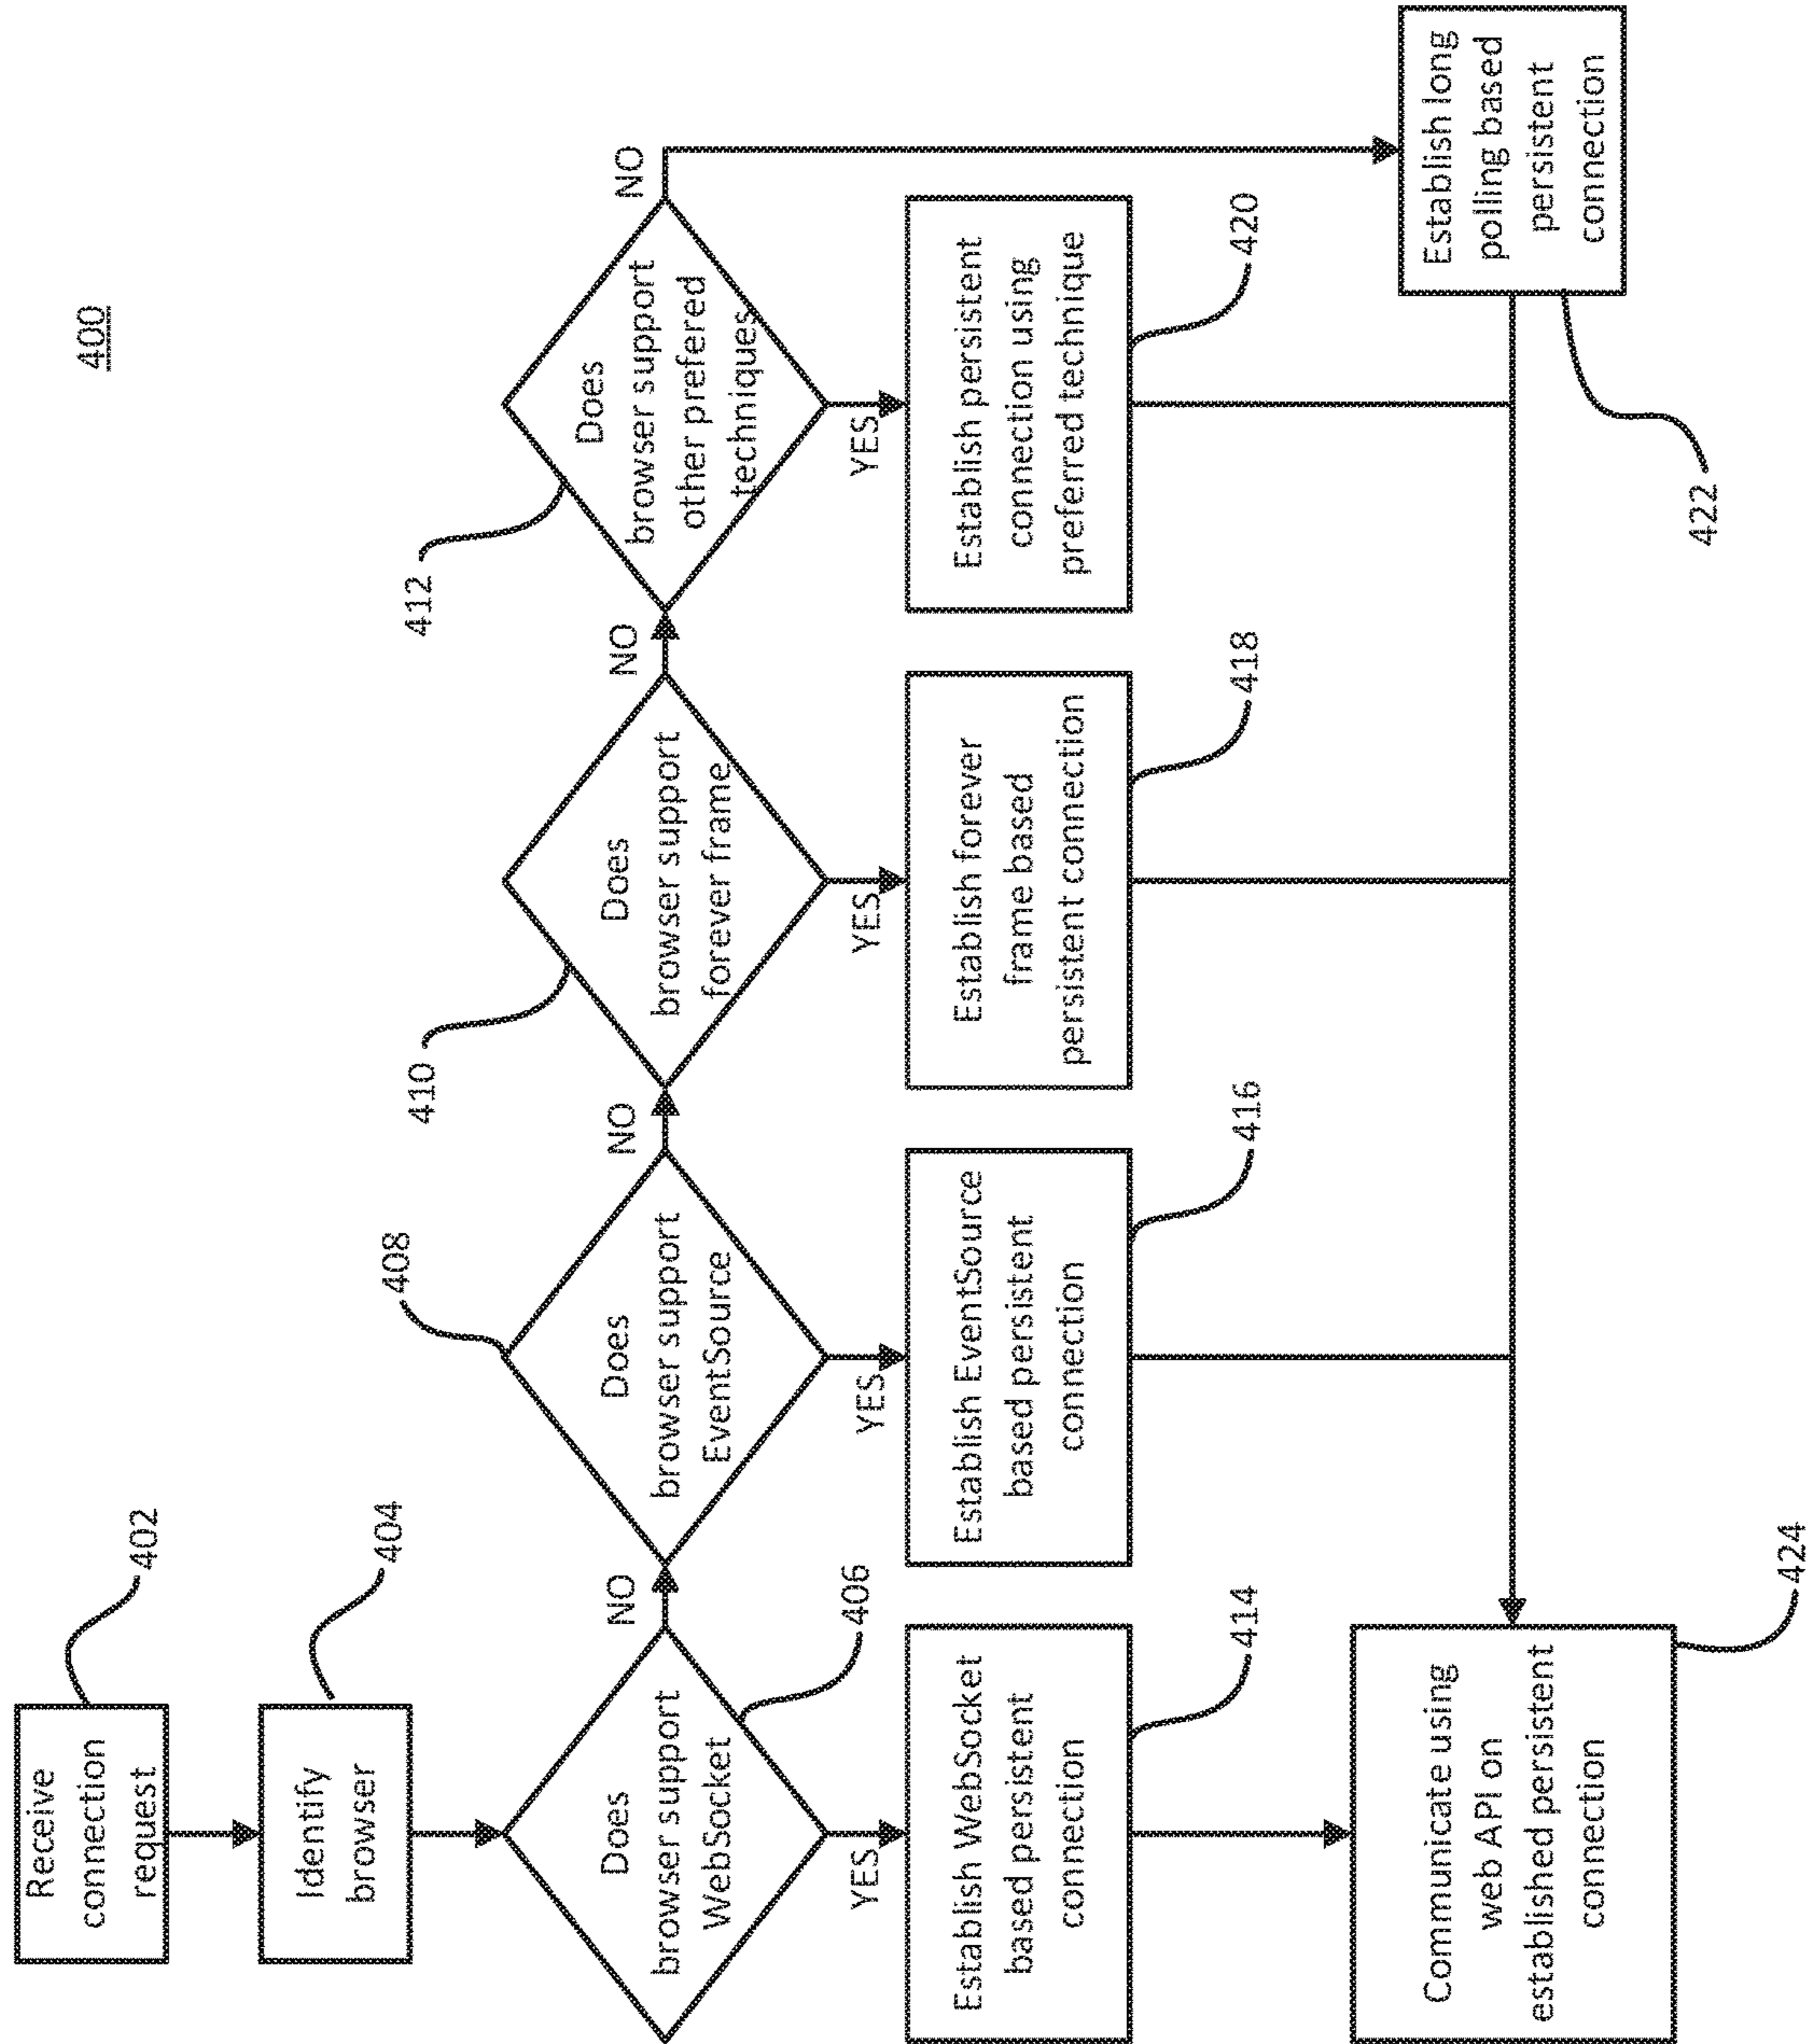 400
Receive
connection
request
402
Identify
browser
404
Does
browser support
WebSocket
406
NO
YES
Does
browser support
EventSource
408
NO
YES
Does
browser support
forever frame
410
NO
YES
Does
browser support
other prefered
techniques
412
NO
YES
Establish WebSocket
based persistent
connection
414
Establish EventSource
based persistent
connection
416
Establish forever
frame based
persistent connection
418
Establish persistent
connection using
preferred technique
420
Establish long
polling based
persistent
connection
422
Communicate using
web API on
established persistent
connection
424